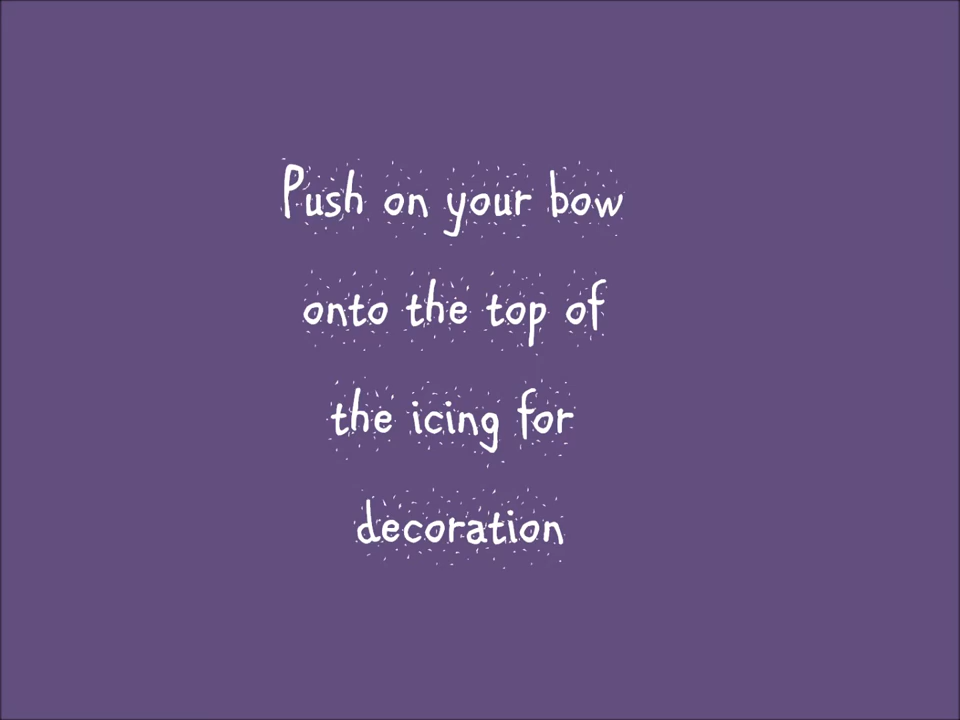 Push on your bow
onto the top of
the icing for
decoration